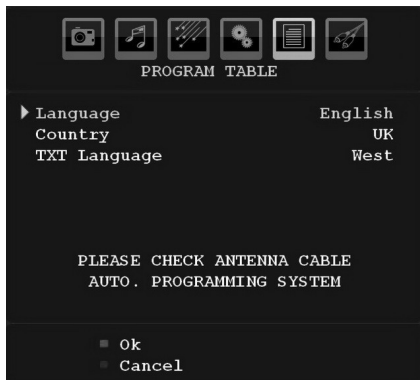 PROGRAM TABLE
Language English
Country UK
TXT Language West
PLEASE CHECK ANTENNA CABLE
AUTO. PROGRAMMING SYSTEM
Ok
Cancel